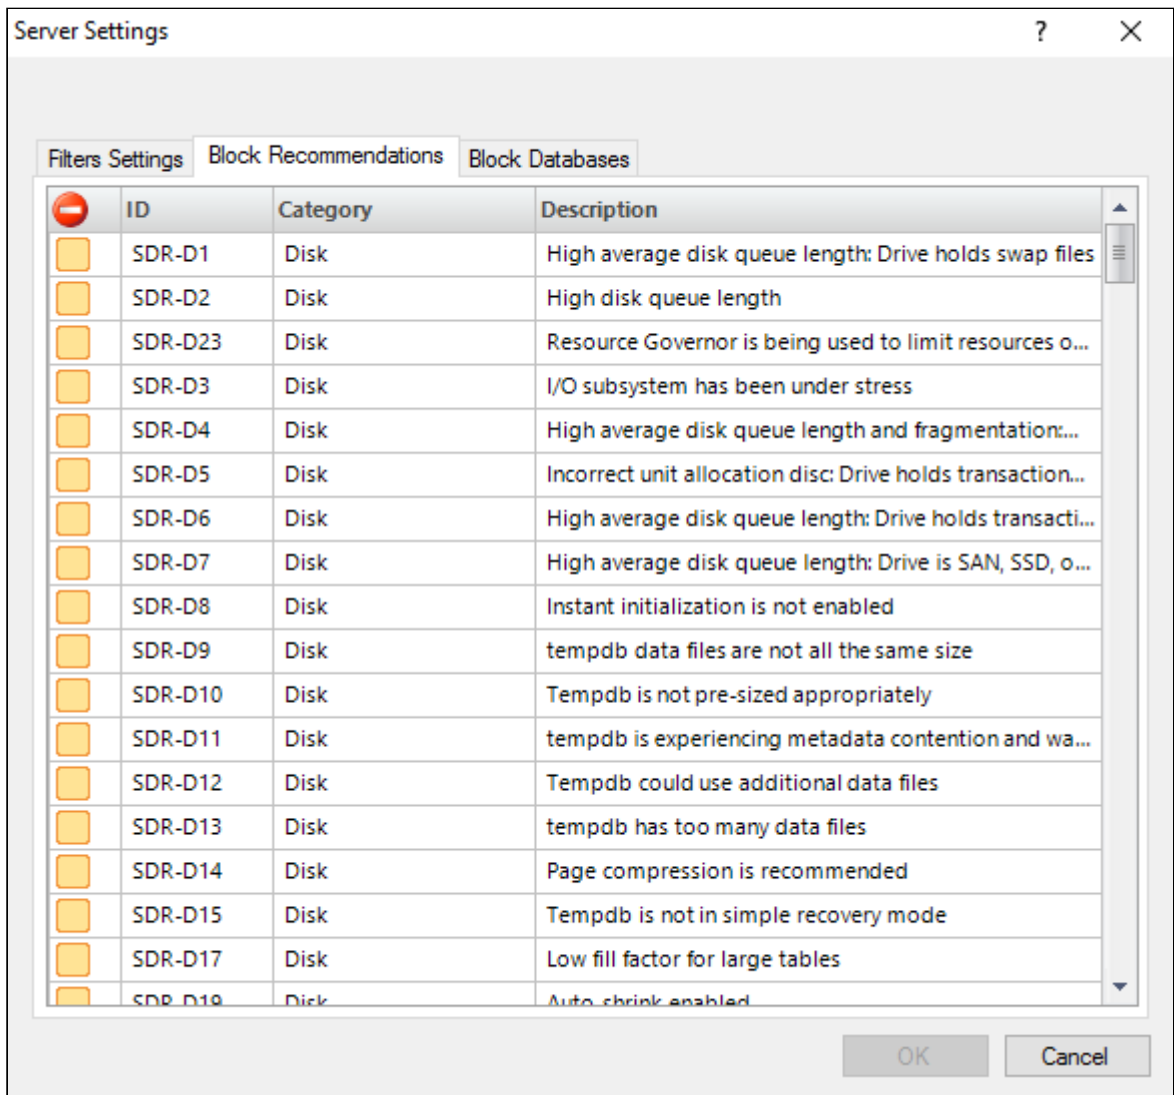 Server Settings ?
Filters Settings Block Recommendations Block Databases
ID Category Description
SDR-D1 Disk High average disk queue length: Drive holds swap files
SDR-D2 Disk High disk queue length
SDR-D23 Disk Resource Governor is being used to limit resources o...
SDR-D3 Disk I/O subsystem has been under stress
SDR-D4 Disk High average disk queue length and fragmentation:...
SDR-D5 Disk Incorrect unit allocation disc: Drive holds transaction...
SDR-D6 Disk High average disk queue length: Drive holds transacti...
SDR-D7 Disk High average disk queue length: Drive is SAN, SSD, o...
SDR-D8 Disk Instant initialization is not enabled
SDR-D9 Disk tempdb data files are not all the same size
SDR-D10 Disk Tempdb is not pre-sized appropriately
SDR-D11 Disk tempdb is experiencing metadata contention and wa...
SDR-D12 Disk Tempdb could use additional data files
SDR-D13 Disk tempdb has too many data files
SDR-D14 Disk Page compression is recommended
SDR-D15 Disk Tempdb is not in simple recovery mode
SDR-D17 Disk Low fill factor for large tables
SDR-D19 Disk Auto-shrink enabled
OK Cancel